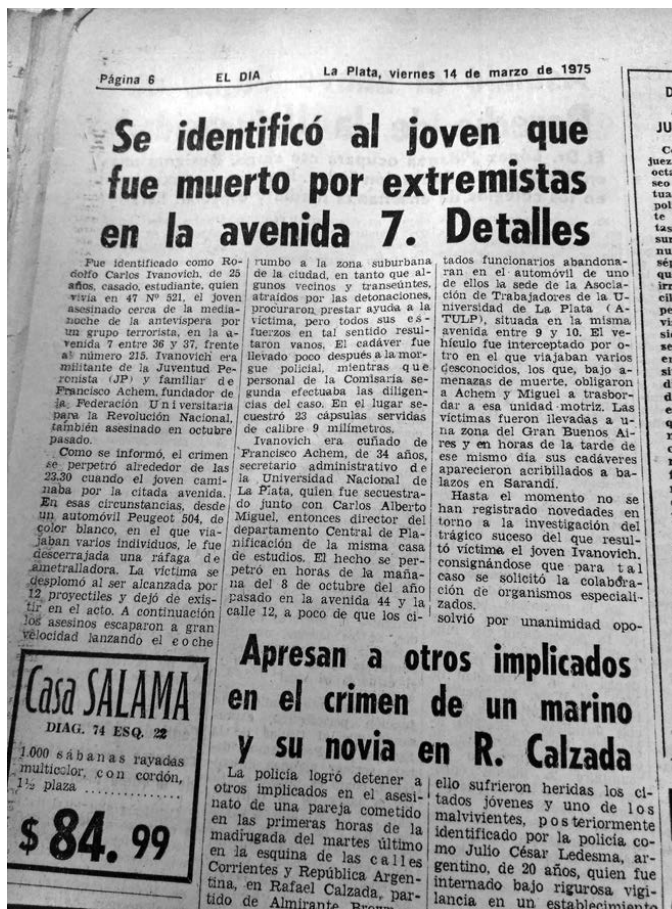 Página 6 EL DIA La Plata, viernes 14 de marzo de 1975
Se identificó al joven que
fue muerto por extremistas
en la avenida 7. Detalles
Fue identificado como Ro-
dolfo Carlos Ivanovich, de 25
años, casado, estudiante, quien
vivía en 47 Nº 521, el joven
asesinado cerca de la media-
noche de la antevíspera por
un grupo terrorista, en la a-
venida 7 entre 36 y 37, frente
al número 215. Ivanovich era
militante de la Juventud Pe-
ronista (JP) y familiar de
Francisco Achem, fundador de
la Federación Universitaria
para la Revolución Nacional,
también asesinado en octubre
pasado.
Como se informó, el crimen
se perpetró alrededor de las
23.30 cuando el joven cami-
naba por la citada avenida.
En esas circunstancias, desde
un automóvil Peugeot 504, de
color blanco, en el que via-
jaban varios individuos, le fue
descerrajada una ráfaga de
ametralladora. La víctima se
desplomó al ser alcanzada por
12 proyectiles y dejó de exis-
tir en el acto. A continuación
los asesinos escaparon a gran
velocidad lanzando el coche
rumbo a la zona suburbana
de la ciudad, en tanto que al-
gunos vecinos y transeúntes,
atraídos por las detonaciones,
procuraron prestar ayuda a la
víctima, pero todos sus es-
fuerzos en tal sentido resul-
taron vanos. El cadáver fue
llevado poco después a la mor-
gue policial, mientras que
personal de la Comisaría se-
gunda efectuaba las diligen-
cias del caso. En el lugar se
cuestró 23 cápsulas servidas
de calibre 9 milímetros.
Ivanovich era cuñado de
Francisco Achem, de 34 años,
secretario administrativo de
la Universidad Nacional de
La Plata, quien fue secuestra-
do junto con Carlos Alberto
Miguel, entonces director del
departamento Central de Pla-
nificación de la misma casa
de estudios. El hecho se per-
petró en horas de la maña-
na del 8 de octubre del año
pasado en la avenida 44 y la
calle 12, a poco de que los ci-
tados funcionarios abandona-
ran en el automóvil de uno
de ellos la sede de la Asocia-
ción de Trabajadores de la U-
niversidad de La Plata (A-
TULP), situada en la misma
avenida entre 9 y 10. El ve-
hículo fue interceptado por o-
tro en el que viajaban varios
desconocidos, los que, bajo a-
menazas de muerte, obligaron
a Achem y Miguel a trasbor-
dar a esa unidad motriz. Las
víctimas fueron llevadas a u-
na zona del Gran Buenos Ai-
res y en horas de la tarde de
ese mismo día sus cadáveres
aparecieron acribillados a ba-
lazos en Sarandí.
Hasta el momento no se
han registrado novedades en
torno a la investigación del
trágico suceso del que resul-
tó víctima el joven Ivanovich.
consignándose que para tal
caso se solicitó la colabora-
ción de organismos especiali-
zados.
solvió por unanimidad opo-
Casa SALAMA
DIAG. 74 ESQ. 22
1.000 sábanas rayadas
multicolor, con cordón,
1½ plaza ............
$ 84.99
Apresan a otros implicados
en el crimen de un marino
y su novia en R. Calzada
La policía logró detener a
otros implicados en el asesi-
nato de una pareja cometido
en las primeras horas de la
madrugada del martes último
en la esquina de las calles
Corrientes y República Argen-
tina, en Rafael Calzada, par-
tido de Almirante
ello sufrieron heridas los ci-
tados jóvenes y uno de los
malvivientes, posteriormente
identificado por la policía co-
mo Julio César Ledesma, ar-
gentino, de 20 años, quien fue
internado bajo rigurosa vigi-
lancia en un establecimiento